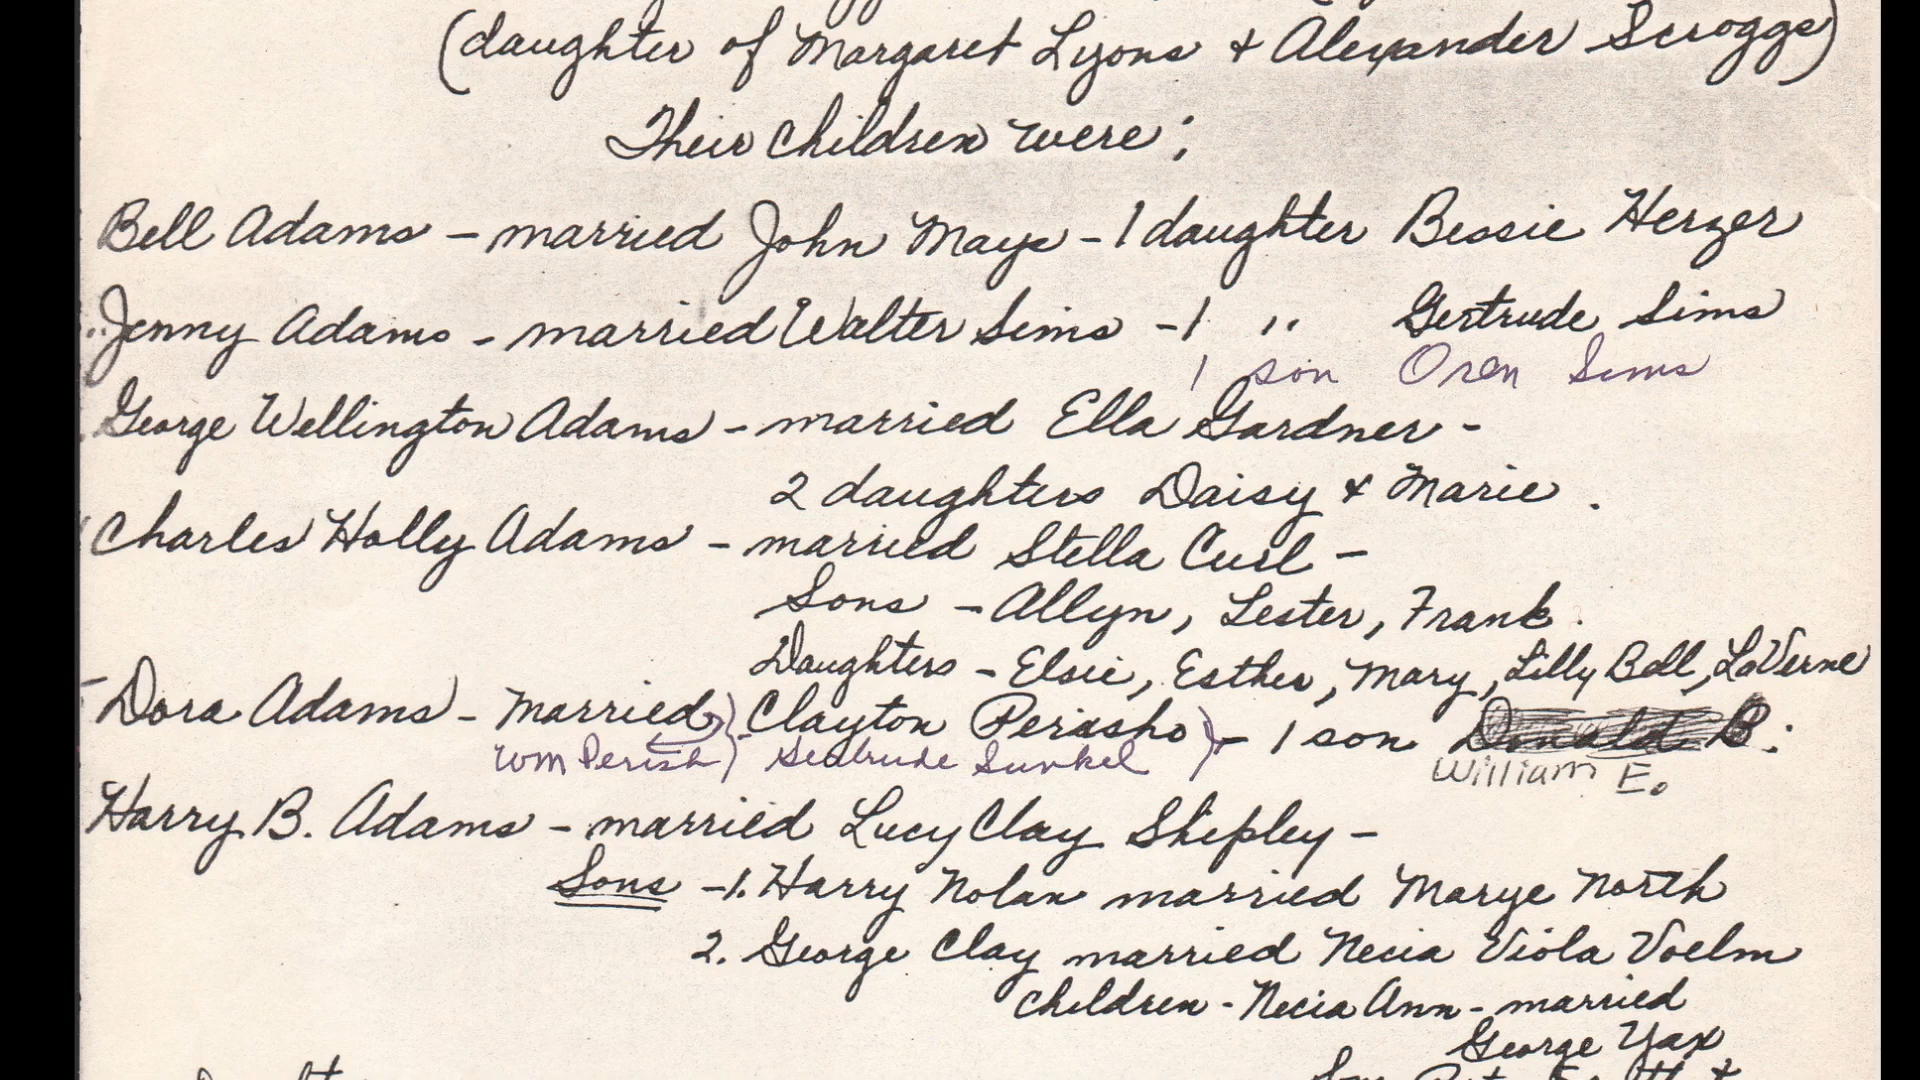 (daughter of Margaret Lyons & Alexander Scroggs)
Their children were;
Bell Adams - married John Mays - 1 daughter Bessie Herzer
Jenny Adams - married Walter Sims - 1 " Gertrude Sims
1 son Oren Sims
George Wellington Adams - married Ella Gardner -
2 daughters Daisy & Marie.
Charles Holly Adams - married Stella Curl -
Sons - Allyn, Lester, Frank.
Daughters - Elsie, Esther, Mary, Lilly Bell, LaVerne
Dora Adams - Married Clayton Periasho - 1 son Donald B.
Wm Perish Gertrude Sunkel William E.
Harry B. Adams - married Lucy Clay Shipley -
Sons - 1. Harry Nolan married Marye North
2. George Clay married Necia Viola Voelm
children - Necia Ann - married
George Yax